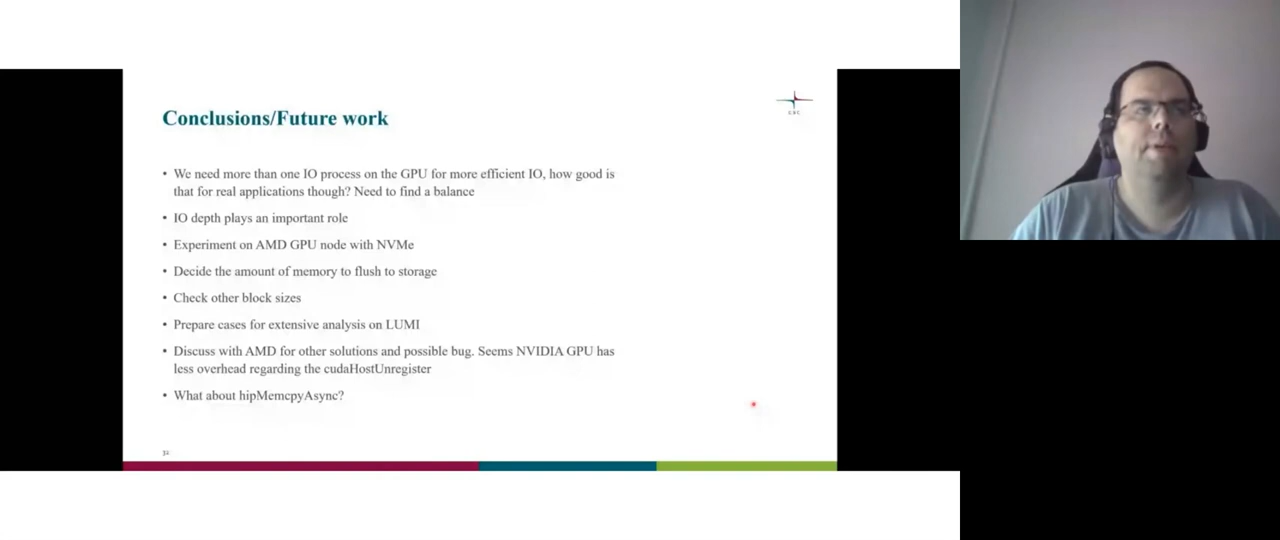 Conclusions/Future work
CSC
• We need more than one IO process on the GPU for more efficient IO, how good is
that for real applications though? Need to find a balance
• IO depth plays an important role
• Experiment on AMD GPU node with NVMe
• Decide the amount of memory to flush to storage
• Check other block sizes
• Prepare cases for extensive analysis on LUMI
• Discuss with AMD for other solutions and possible bug. Seems NVIDIA GPU has
less overhead regarding the cudaHostUnregister
• What about hipMemcpyAsync?